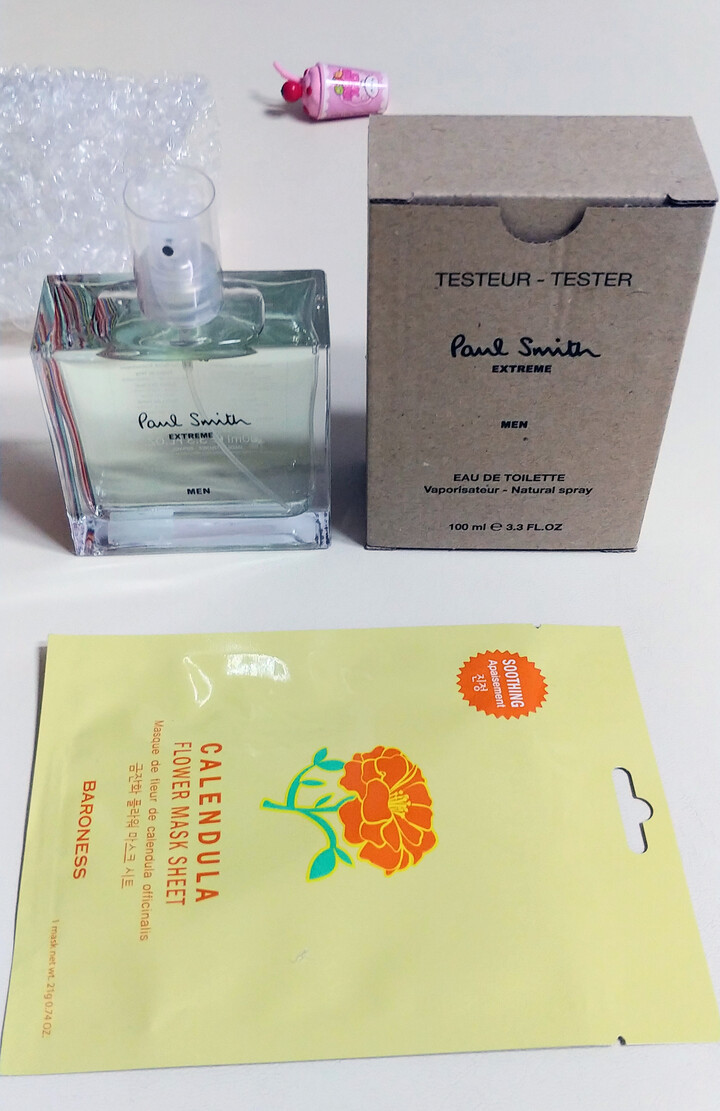 TESTEUR - TESTER
Paul Smith
EXTREME
MEN
EAU DE TOILETTE
Vaporisateur - Natural spray
100 ml ℮ 3.3 FL.OZ
Paul Smith
EXTREME
MEN
SOOTHING
Apaisement
진정
CALENDULA
FLOWER MASK SHEET
Masque de fleur de calendula officinalis
금잔화 플라워 마스크 시트
BARONESS
1 mask net wt. 21g 0.74 OZ.